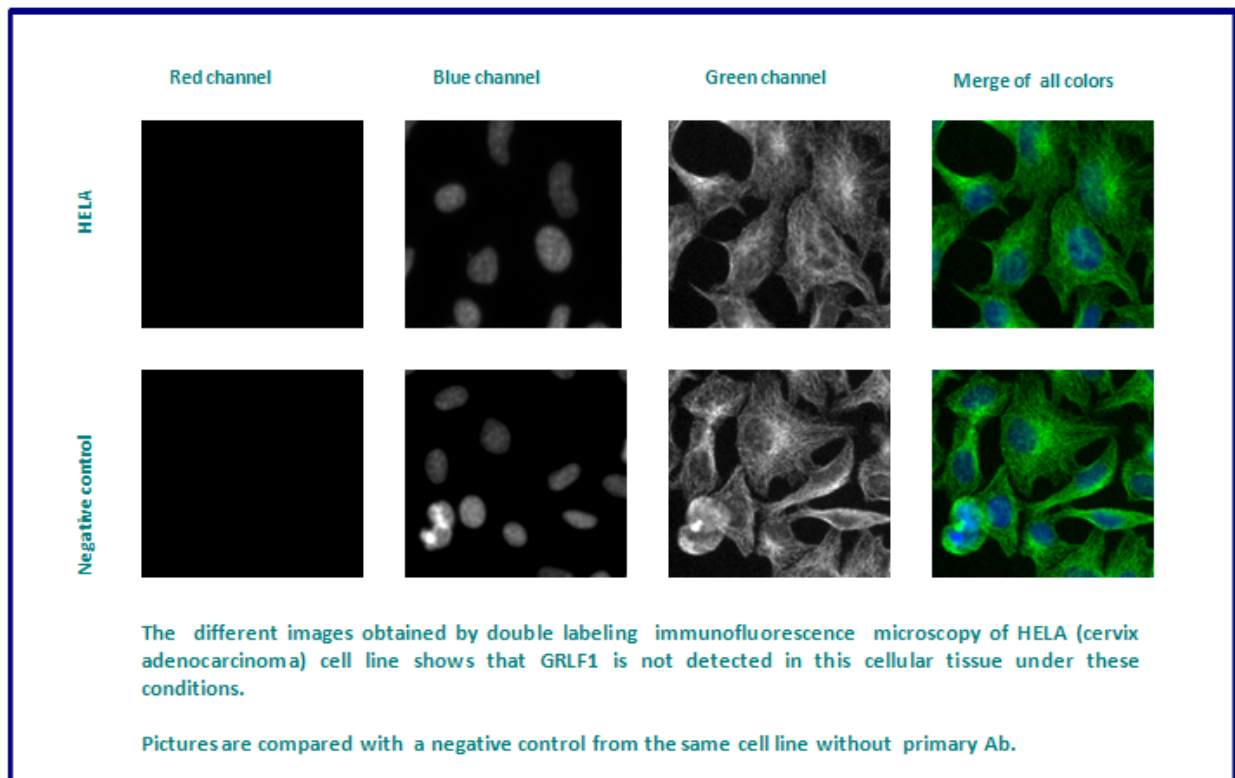 Red channel
Blue channel
Green channel
Merge of all colors
HELA
Negative control
The different images obtained by double labeling immunofluorescence microscopy of HELA (cervix
adenocarcinoma) cell line shows that GRLF1 is not detected in this cellular tissue under these
conditions.
Pictures are compared with a negative control from the same cell line without primary Ab.